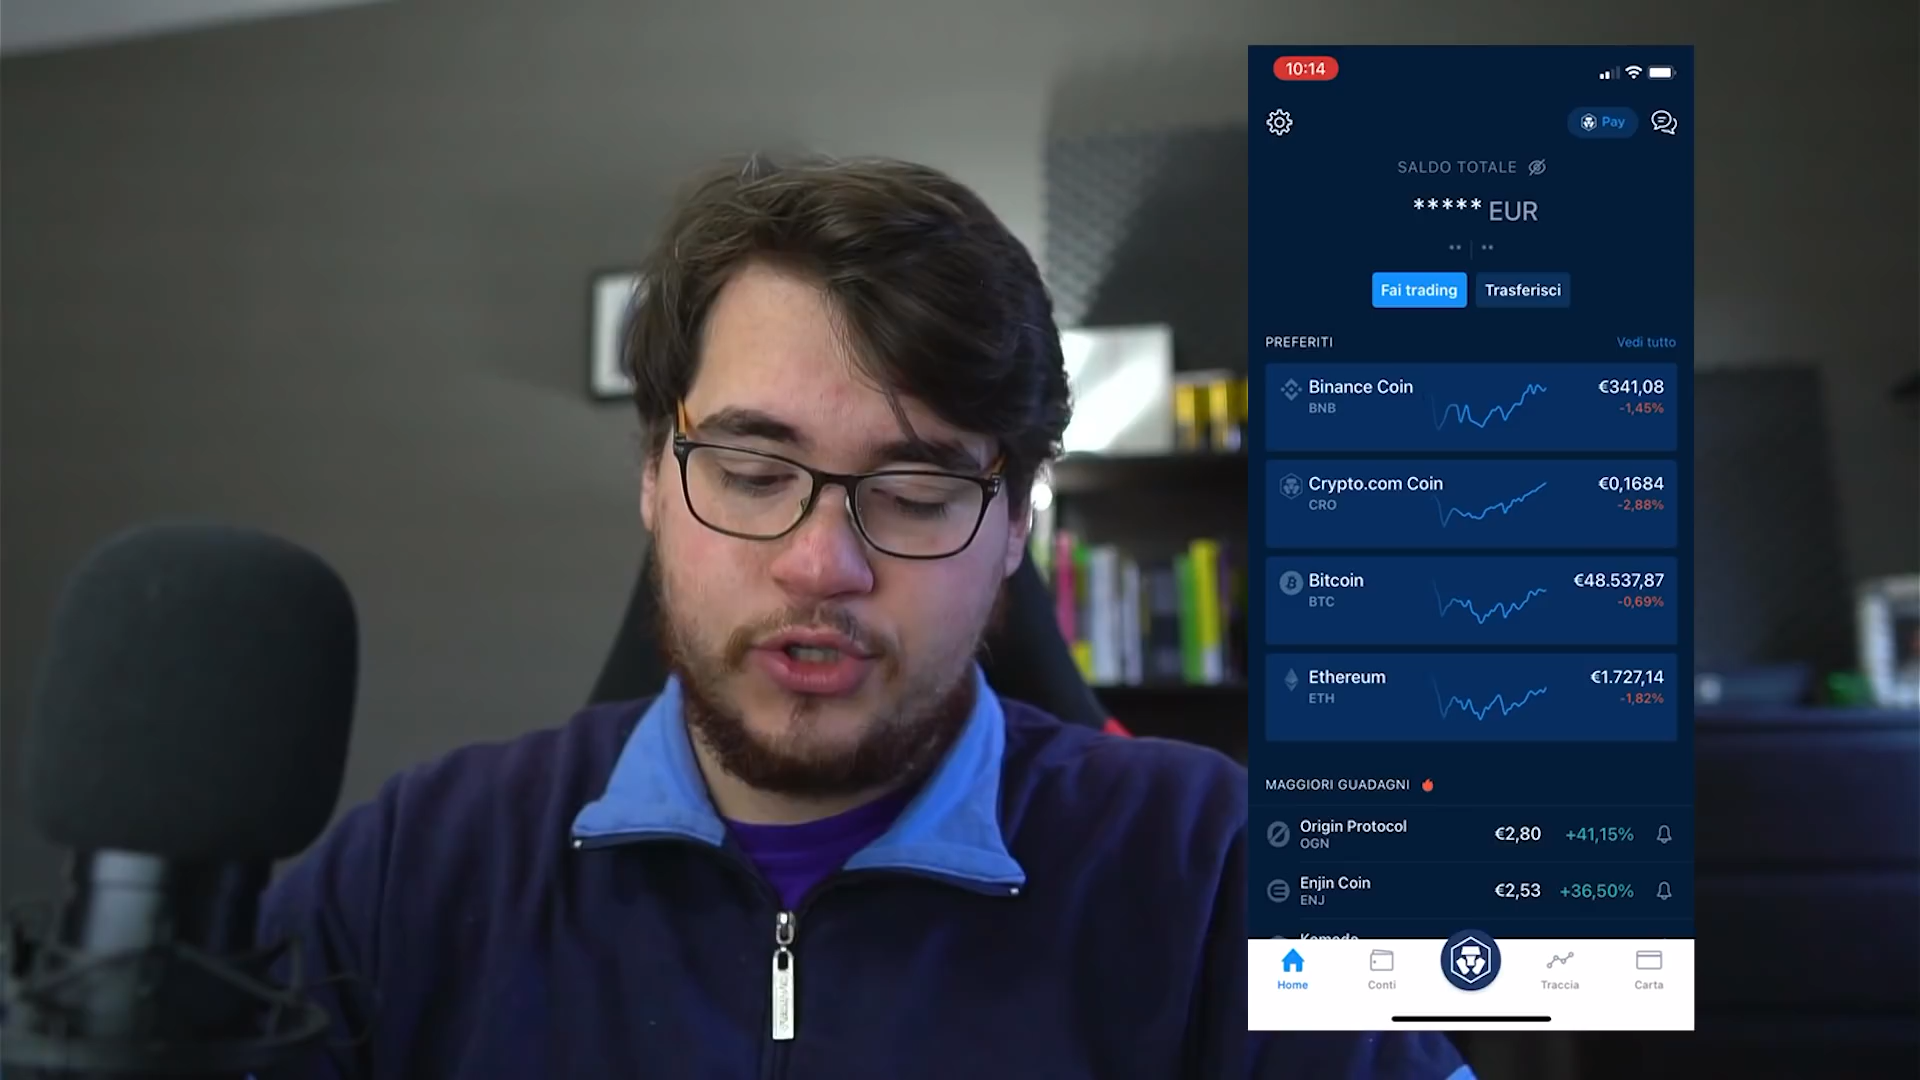 10:14
Pay
SALDO TOTALE
***** EUR
Fai trading
Trasferisci
PREFERITI
Vedi tutto
Binance Coin
€341,08
BNB
-1,45%
Crypto.com Coin
€0,1684
CRO
-2,88%
Bitcoin
€48.537,87
BTC
-0,69%
Ethereum
€1.727,14
ETH
-1,82%
MAGGIORI GUADAGNI
Origin Protocol
€2,80
+41,15%
OGN
Enjin Coin
€2,53
+36,50%
ENJ
Home
Conti
Traccia
Carta